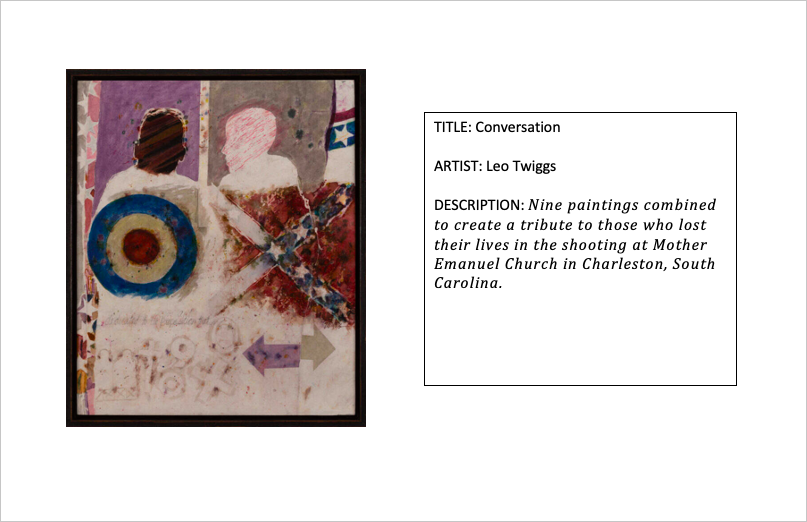 TITLE: Conversation
ARTIST: Leo Twiggs
DESCRIPTION: Nine paintings combined
to create a tribute to those who lost
their lives in the shooting at Mother
Emanuel Church in Charleston, South
Carolina.